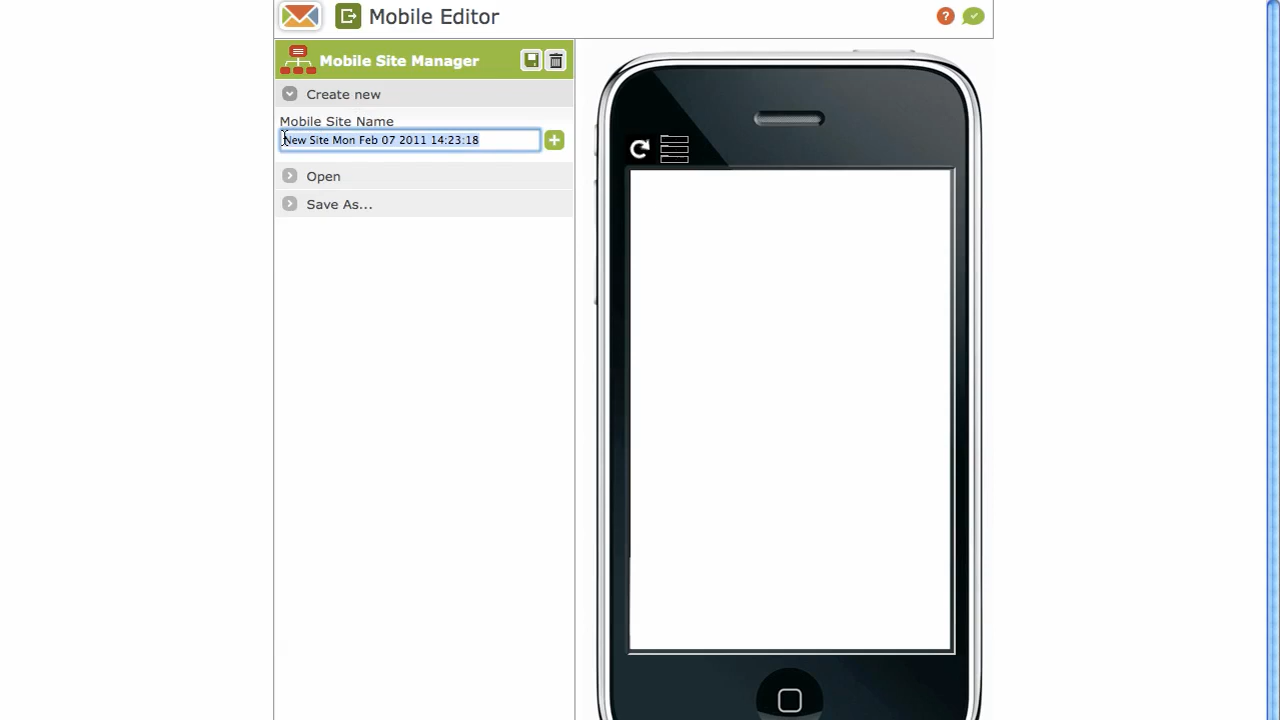 Mobile Editor
?
Mobile Site Manager
Create new
Mobile Site Name
New Site Mon Feb 07 2011 14:23:18
Open
Save As...